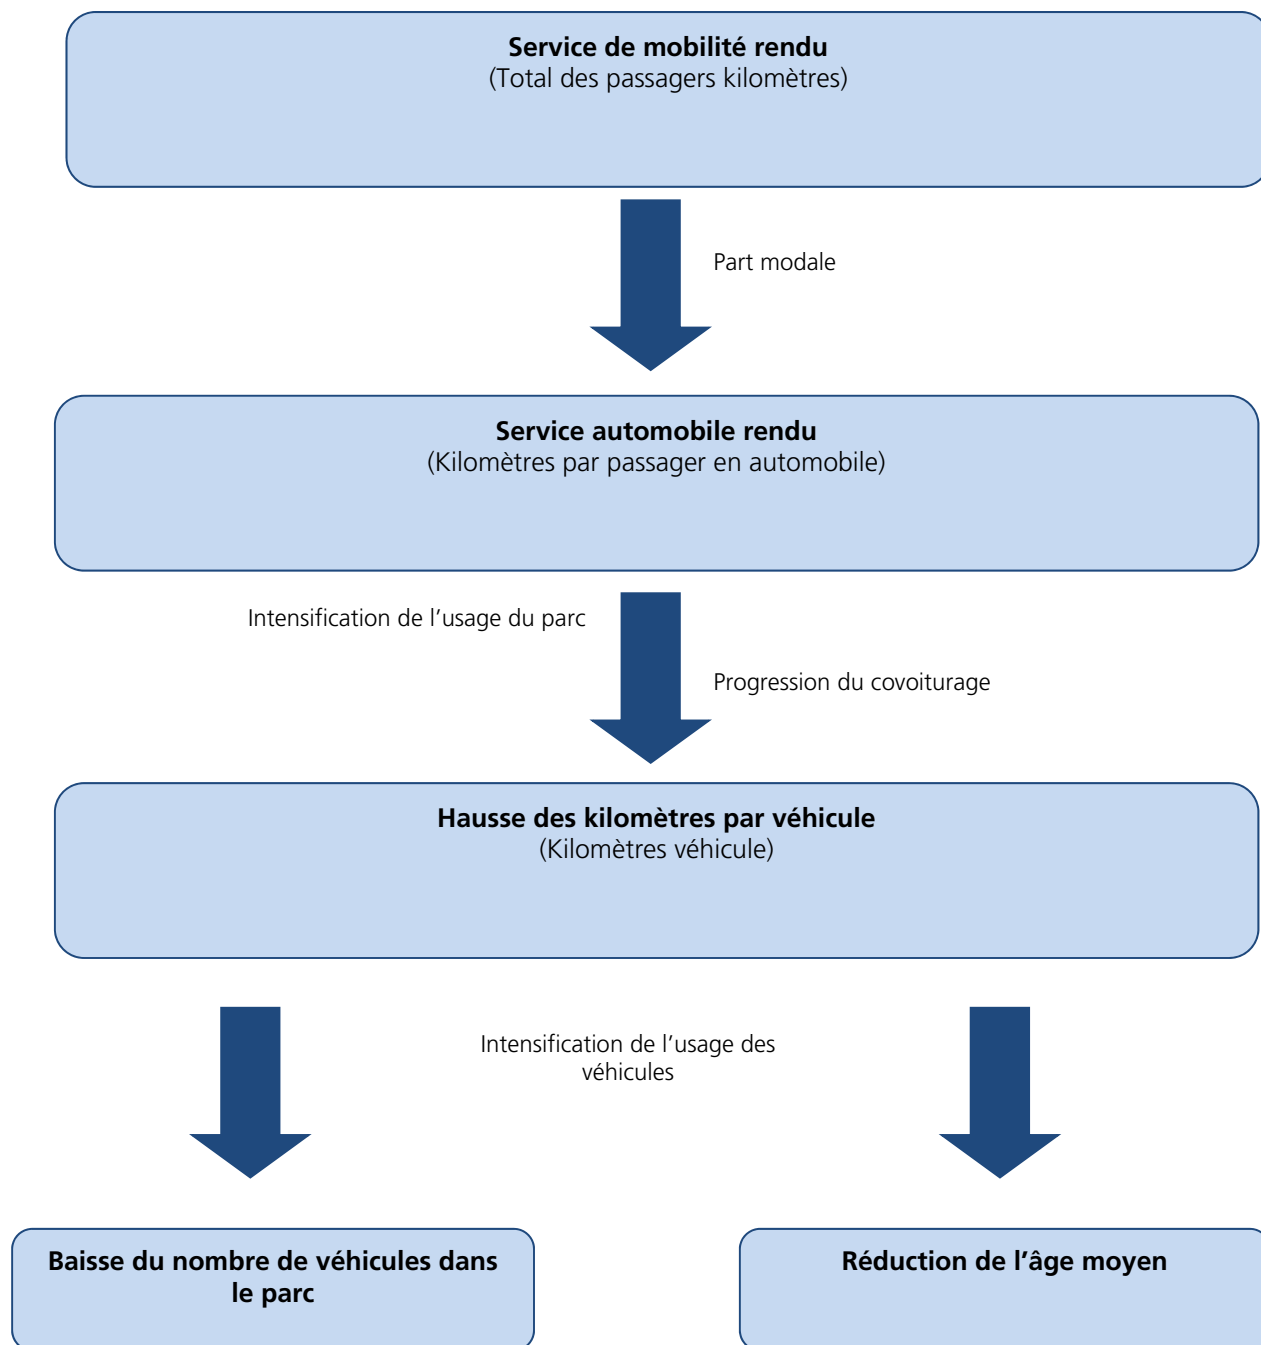 Service de mobilité rendu
(Total des passagers kilomètres)
Part modale
Service automobile rendu
(Kilomètres par passager en automobile)
Intensification de l’usage du parc
Progression du covoiturage
Hausse des kilomètres par véhicule
(Kilomètres véhicule)
Intensification de l’usage des
véhicules
Baisse du nombre de véhicules dans
le parc
Réduction de l’âge moyen